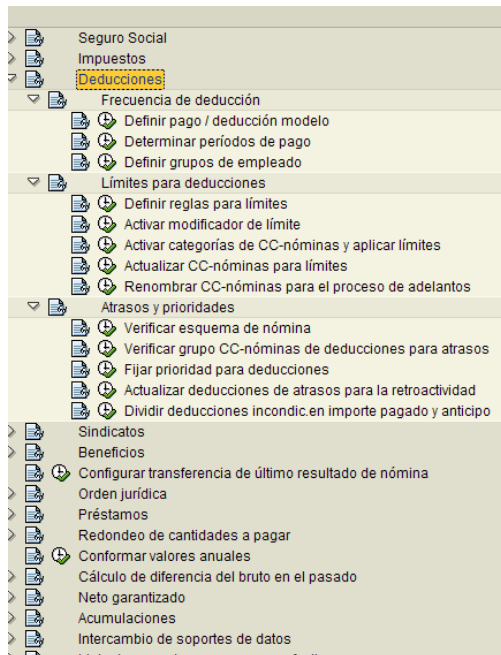 Seguro Social
Impuestos
Deducciones
Frecuencia de deducción
Definir pago / deducción modelo
Determinar períodos de pago
Definir grupos de empleado
Límites para deducciones
Definir reglas para límites
Activar modificador de límite
Activar categorías de CC-nóminas y aplicar límites
Actualizar CC-nóminas para límites
Renombrar CC-nóminas para el proceso de adelantos
Atrasos y prioridades
Verificar esquema de nómina
Verificar grupo CC-nóminas de deducciones para atrasos
Fijar prioridad para deducciones
Actualizar deducciones de atrasos para la retroactividad
Dividir deducciones incondic.en importe pagado y anticipo
Sindicatos
Beneficios
Configurar transferencia de último resultado de nómina
Orden jurídica
Préstamos
Redondeo de cantidades a pagar
Conformar valores anuales
Cálculo de diferencia del bruto en el pasado
Neto garantizado
Acumulaciones
Intercambio de soportes de datos